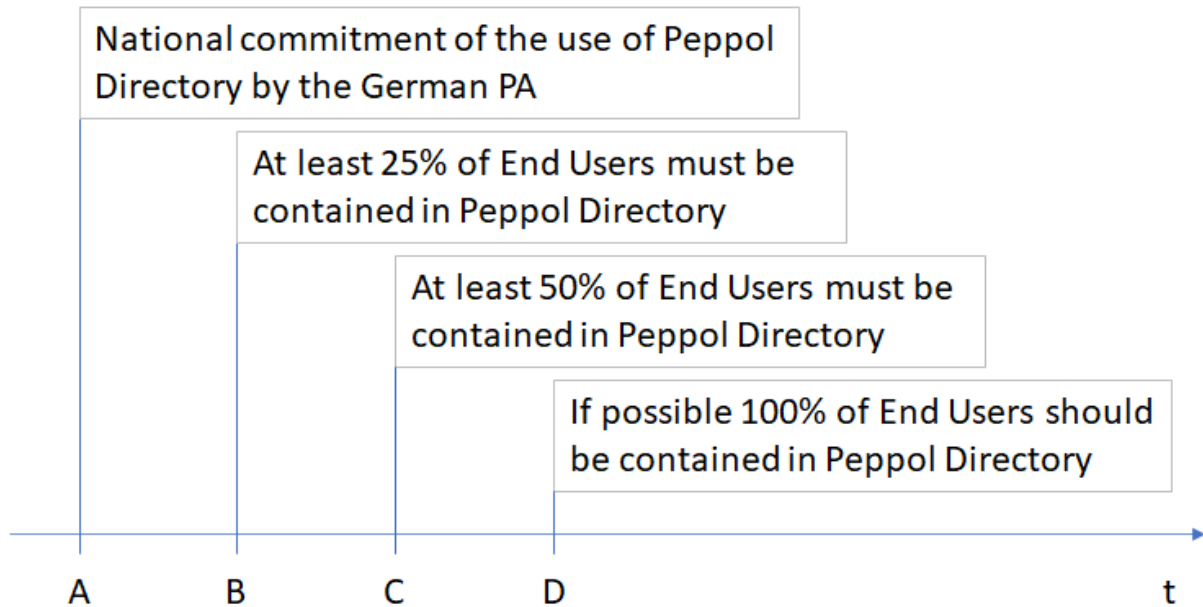 National commitment of the use of Peppol
Directory by the German PA
At least 25% of End Users must be
contained in Peppol Directory
At least 50% of End Users must be
contained in Peppol Directory
If possible 100% of End Users should
be contained in Peppol Directory
A B C D t